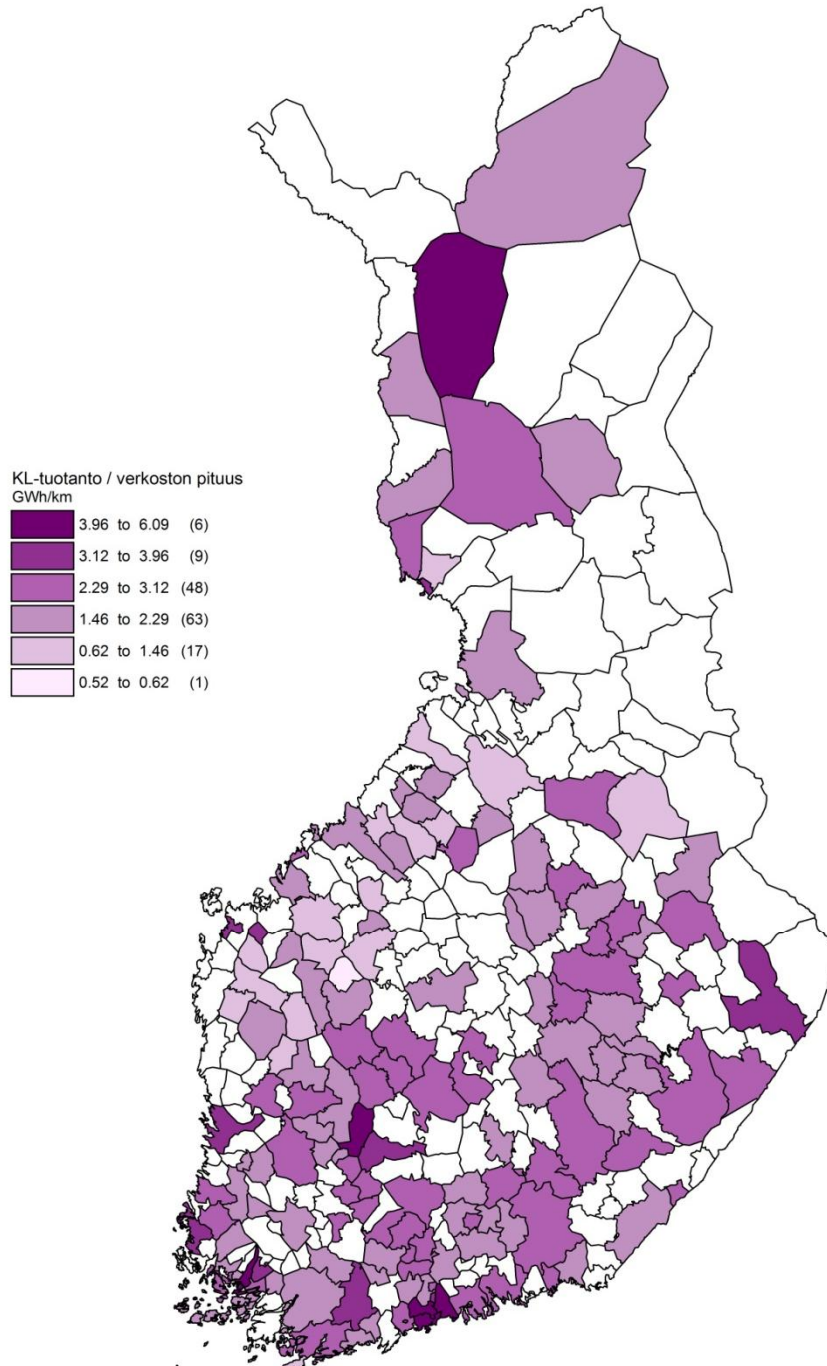 KL-tuotanto / verkoston pituus
GWh/km
3.96 to 6.09 (6)
3.12 to 3.96 (9)
2.29 to 3.12 (48)
1.46 to 2.29 (63)
0.62 to 1.46 (17)
0.52 to 0.62 (1)